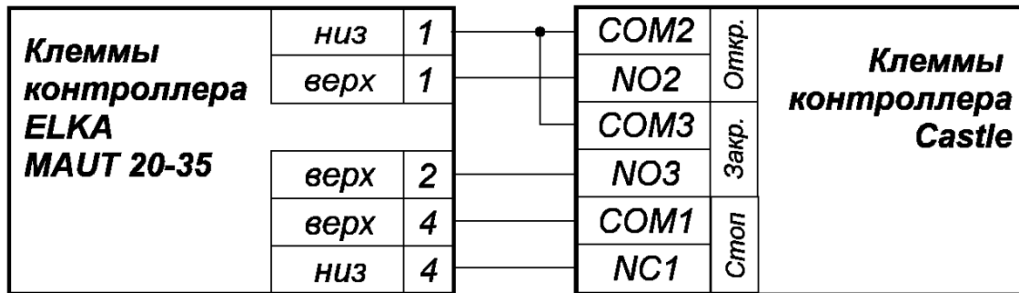 Клеммы
контроллера
ELKA
MAUT 20-35
низ 1
верх 1
верх 2
верх 4
низ 4
COM2
NO2
Откр.
COM3
NO3
Закр.
COM1
NC1
Стоп
Клеммы
контроллера
Castle